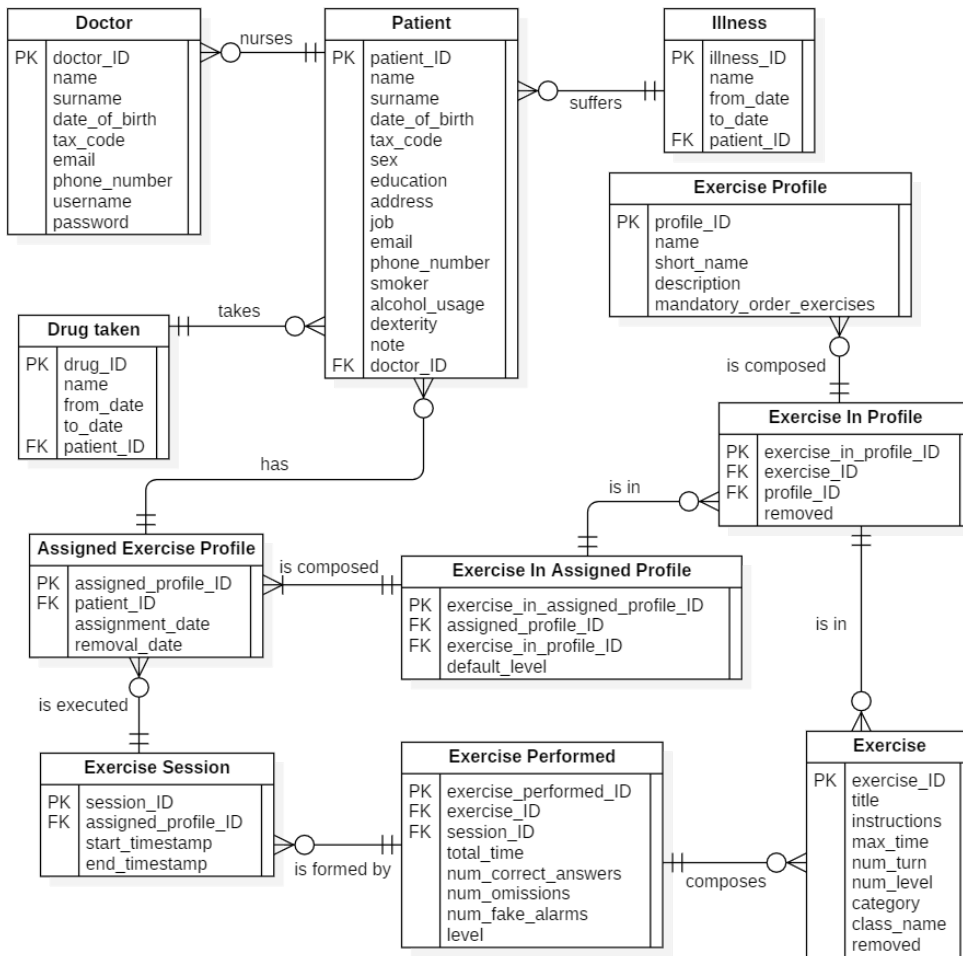 Doctor
PK doctor_ID
name
surname
date_of_birth
tax_code
email
phone_number
username
password
nurses
Patient
PK patient_ID
name
surname
date_of_birth
tax_code
sex
education
address
job
email
phone_number
smoker
alcohol_usage
dexterity
note
FK doctor_ID
suffers
Illness
PK illness_ID
name
from_date
to_date
FK patient_ID
Exercise Profile
PK profile_ID
name
short_name
description
mandatory_order_exercises
takes
Drug taken
PK drug_ID
name
from_date
to_date
FK patient_ID
is composed
Exercise In Profile
PK exercise_in_profile_ID
FK exercise_ID
FK profile_ID
removed
has
is in
Assigned Exercise Profile
PK assigned_profile_ID
FK patient_ID
assignment_date
removal_date
is composed
Exercise In Assigned Profile
PK exercise_in_assigned_profile_ID
FK assigned_profile_ID
FK exercise_in_profile_ID
default_level
is in
is executed
Exercise Session
PK session_ID
FK assigned_profile_ID
start_timestamp
end_timestamp
is formed by
Exercise Performed
PK exercise_performed_ID
FK exercise_ID
FK session_ID
total_time
num_correct_answers
num_omissions
num_fake_alarms
level
composes
Exercise
PK exercise_ID
title
instructions
max_time
num_turn
num_level
category
class_name
removed